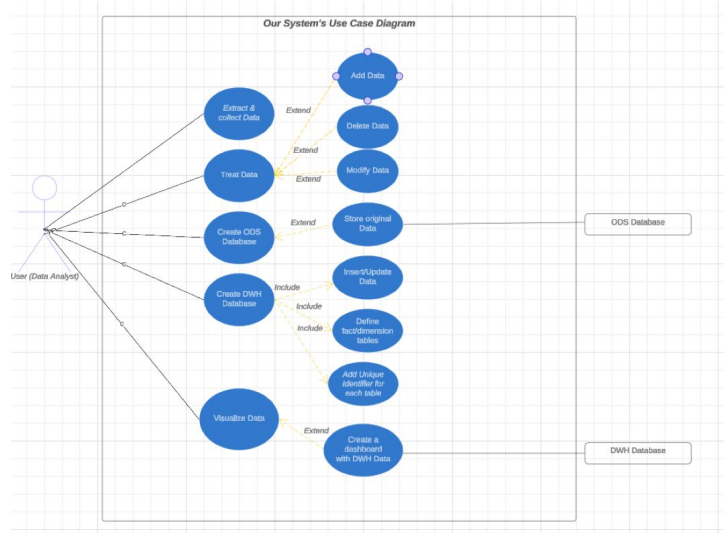 Our System's Use Case Diagram
Add Data
Extract &
collect Data
Extend
Delete Data
Extend
Treat Data
Modify Data
Extend
Store original
Data
Extend
ODS Database
Create ODS
Database
User (Data Analyst)
Insert/Update
Data
Include
Create DWH
Database
Include
Define
fact/dimension
tables
Include
Add Unique
Identifier for
each table
Visualize Data
Extend
Create a
dashboard
with DWH Data
DWH Database
C
C
C
C